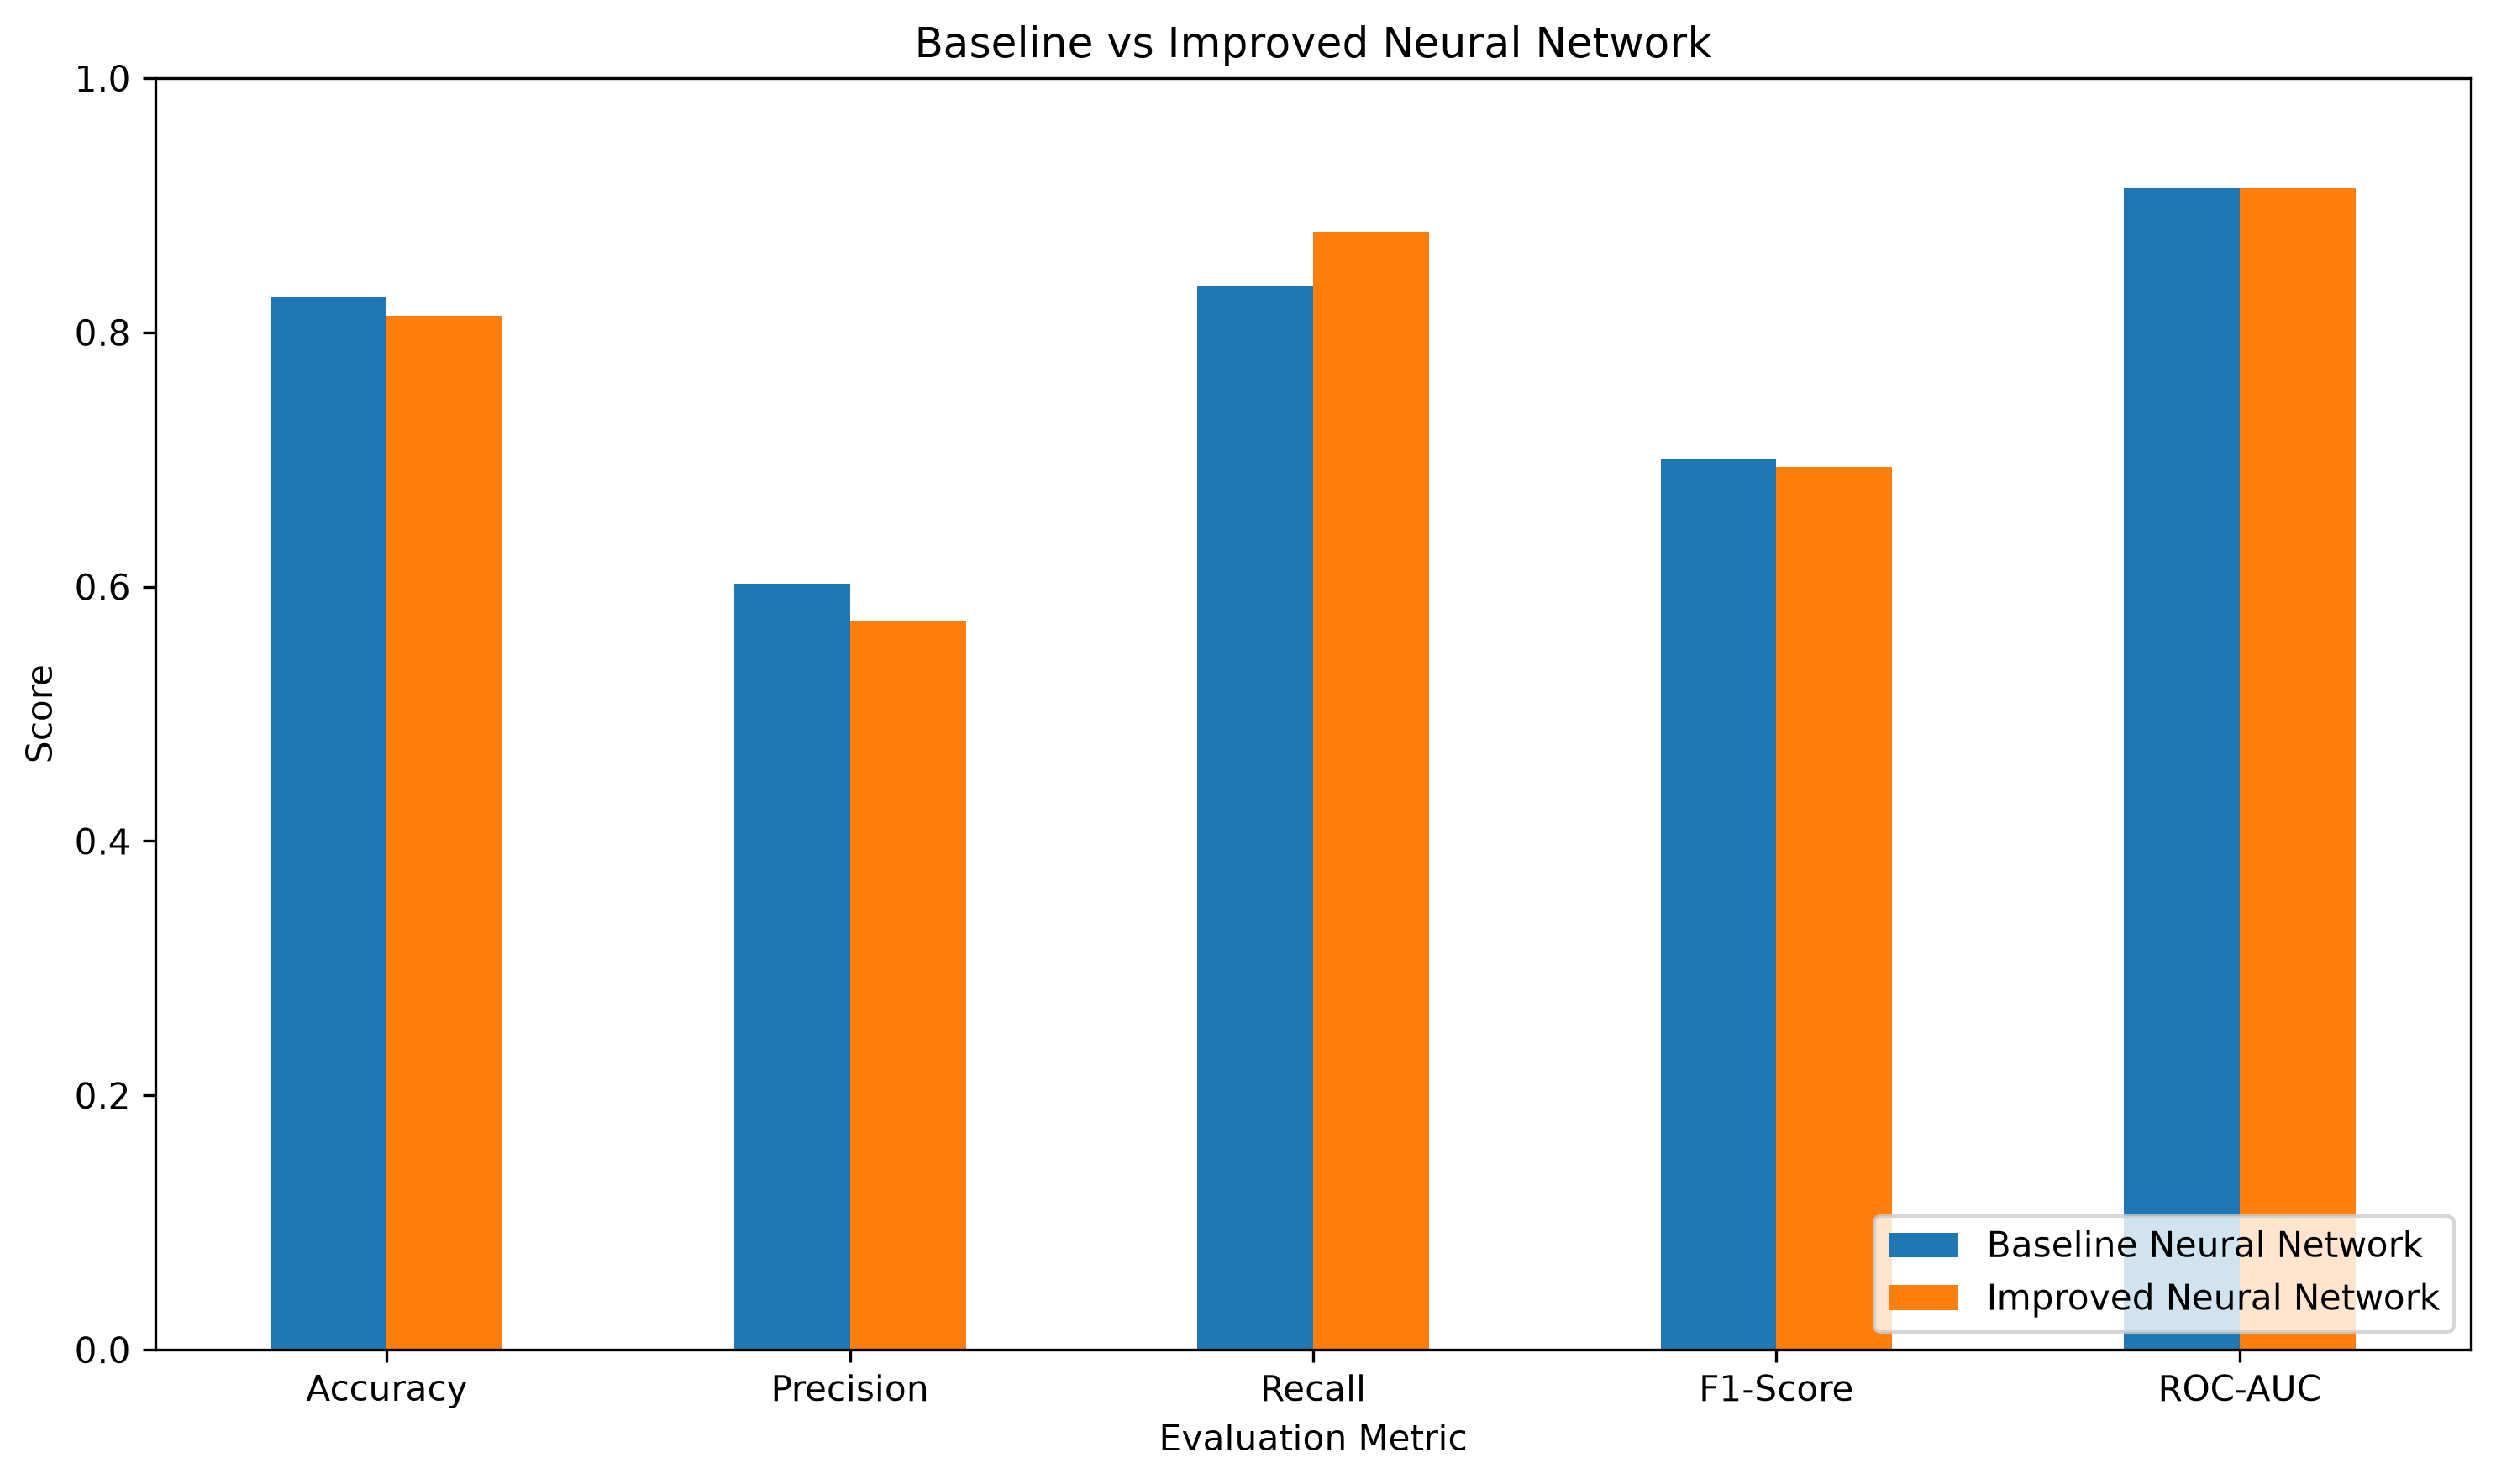 Baseline vs Improved Neural Network
1.0
0.8
0.6
0.4
0.2
0.0
Score
Accuracy
Precision
Recall
F1-Score
ROC-AUC
Evaluation Metric
Baseline Neural Network
Improved Neural Network